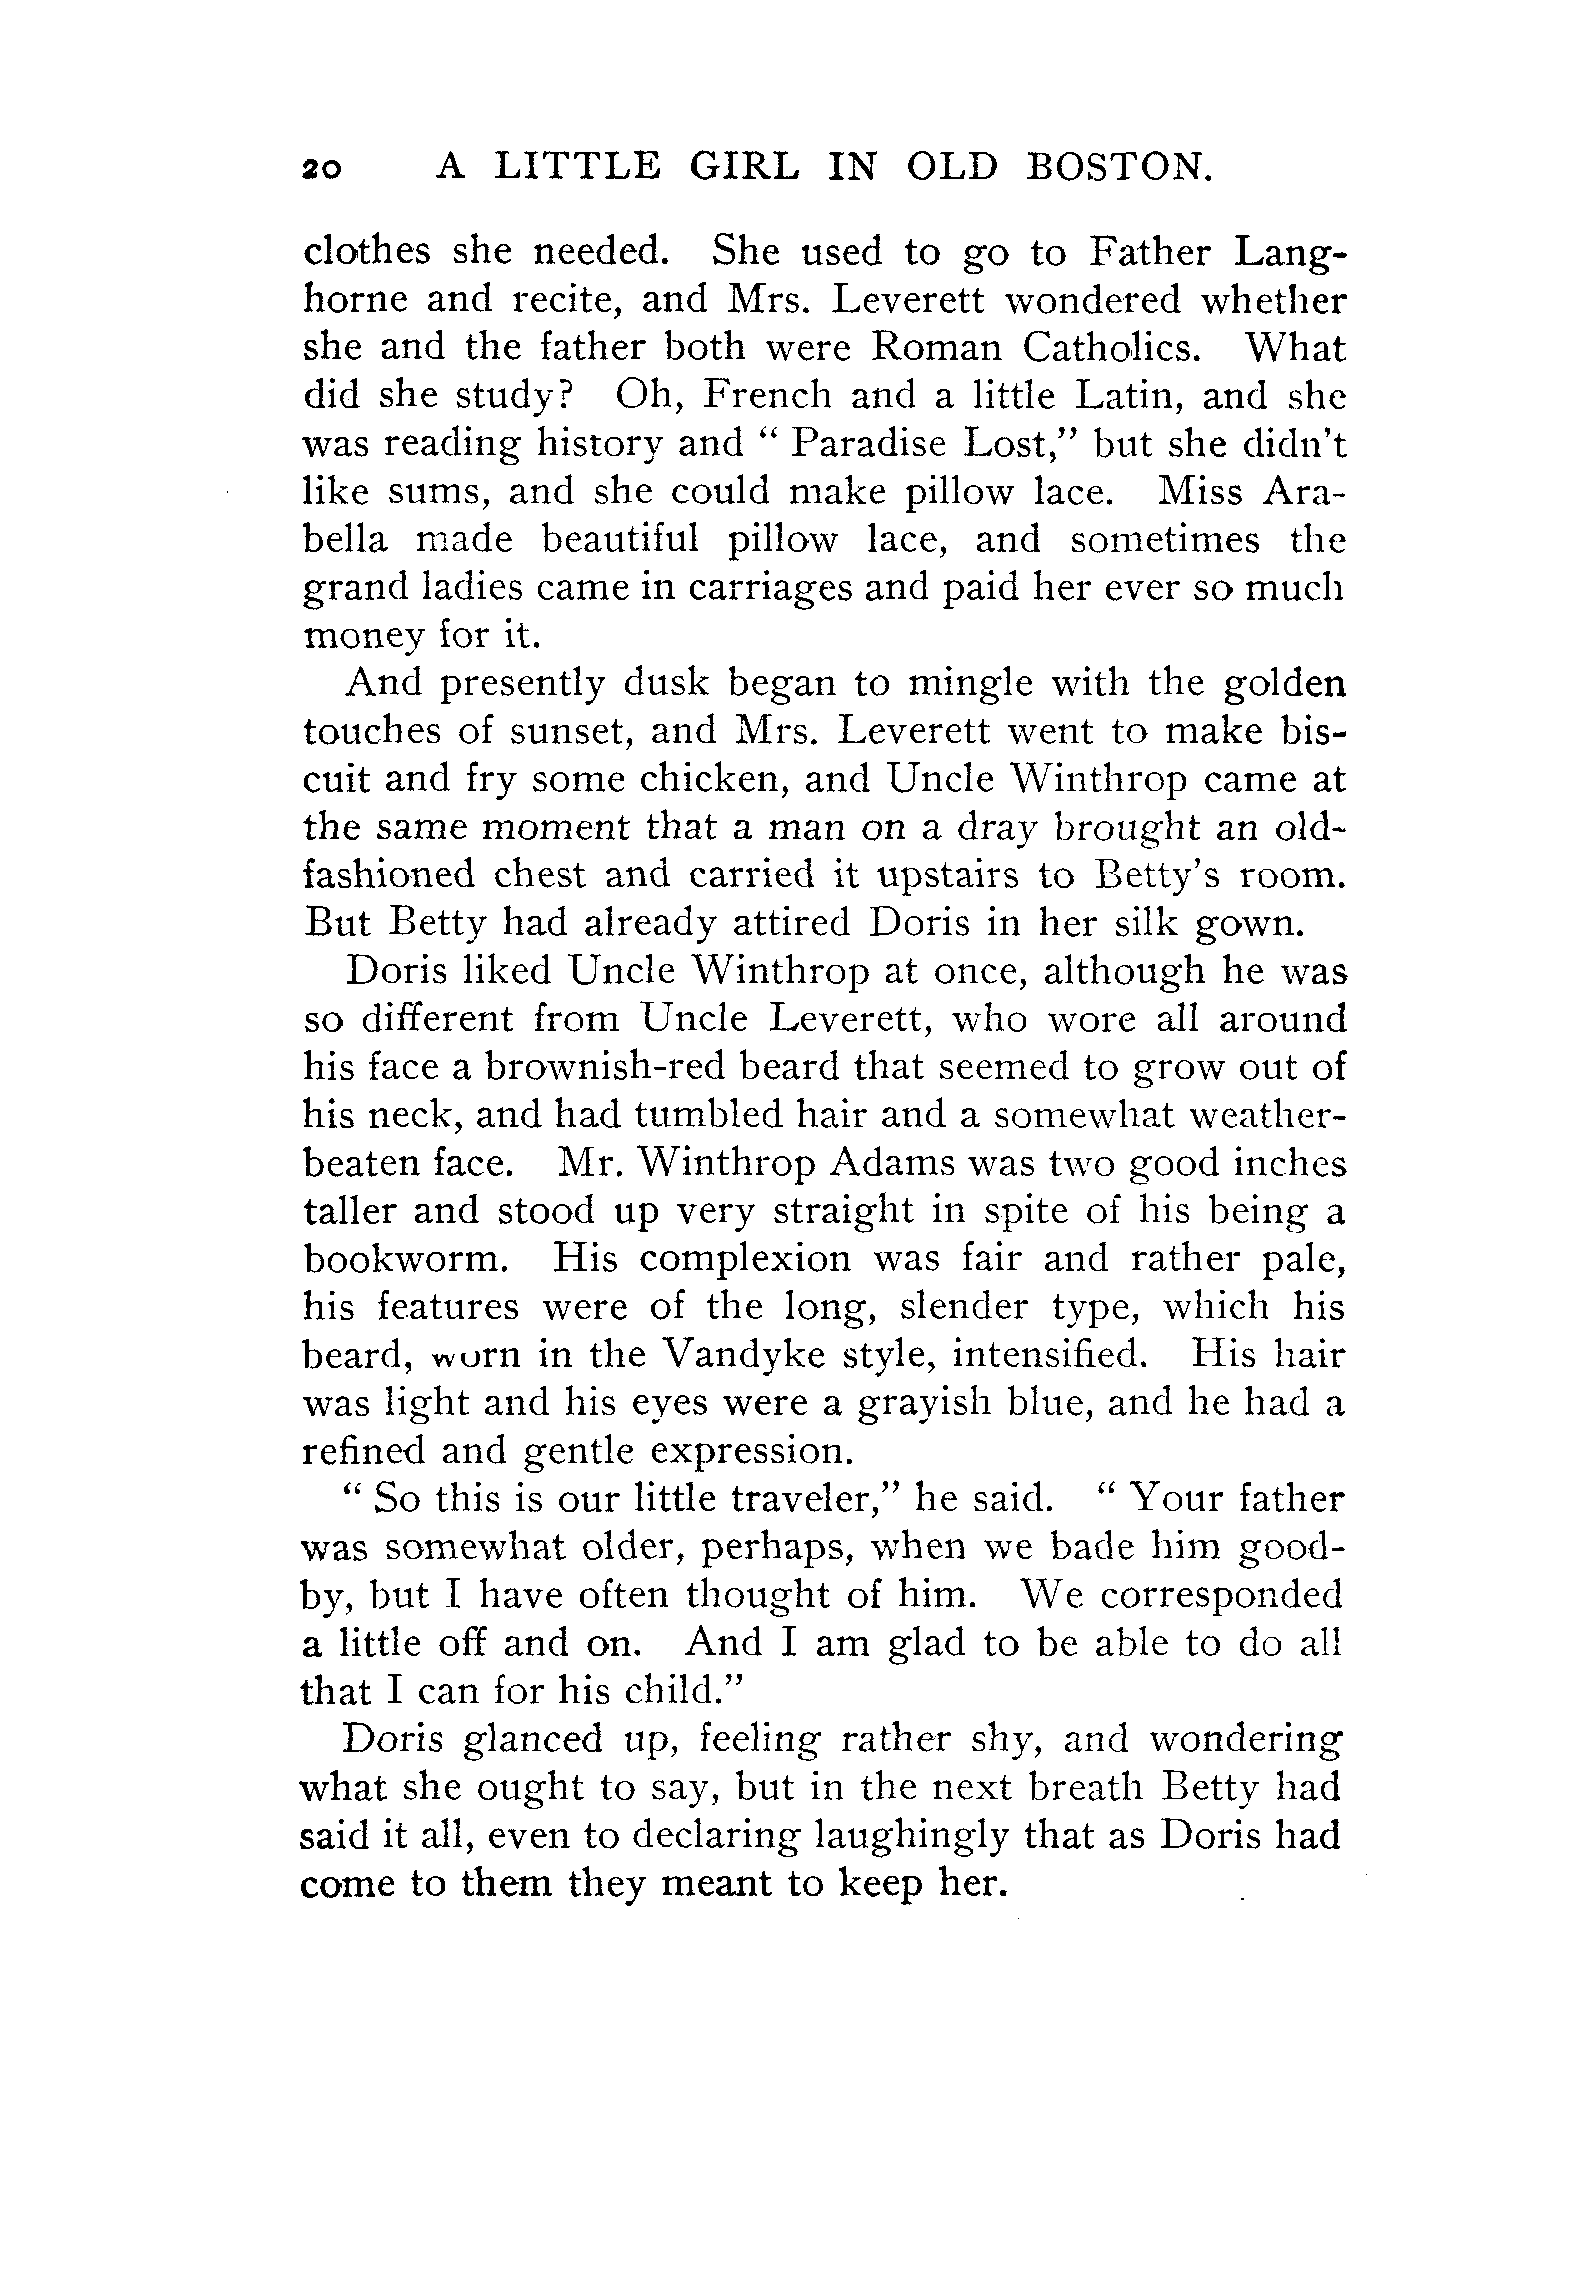 20 A LITTLE GIRL IN OLD BOSTON.
clothes she needed. She used to go to Father Lang-
horne and recite, and Mrs. Leverett wondered whether
she and the father both were Roman Catholics. What
did she study? Oh, French and a little Latin, and she
was reading history and “ Paradise Lost,” but she didn’t
like sums, and she could make pillow lace. Miss Ara-
bella made beautiful pillow lace, and sometimes the
grand ladies came in carriages and paid her ever so much
money for it.
And presently dusk began to mingle with the golden
touches of sunset, and Mrs. Leverett went to make bis-
cuit and fry some chicken, and Uncle Winthrop came at
the same moment that a man on a dray brought an old-
fashioned chest and carried it upstairs to Betty’s room.
But Betty had already attired Doris in her silk gown.
Doris liked Uncle Winthrop at once, although he was
so different from Uncle Leverett, who wore all around
his face a brownish-red beard that seemed to grow out of
his neck, and had tumbled hair and a somewhat weather-
beaten face. Mr. Winthrop Adams was two good inches
taller and stood up very straight in spite of his being a
bookworm. His complexion was fair and rather pale,
his features were of the long, slender type, which his
beard, worn in the Vandyke style, intensified. His hair
was light and his eyes were a grayish blue, and he had a
refined and gentle expression.
“ So this is our little traveler,” he said. “ Your father
was somewhat older, perhaps, when we bade him good-
by, but I have often thought of him. We corresponded
a little off and on. And I am glad to be able to do all
that I can for his child.”
Doris glanced up, feeling rather shy, and wondering
what she ought to say, but in the next breath Betty had
said it all, even to declaring laughingly that as Doris had
come to them they meant to keep her.